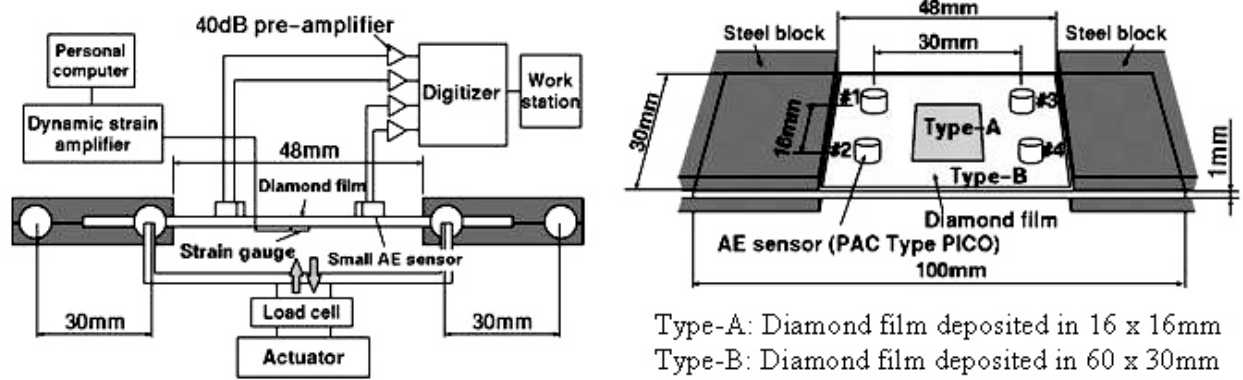 40dB pre-amplifier
Personal
computer
Digitizer
Work
station
Dynamic strain
amplifier
48mm
Diamond film
Strain gauge
Small AE sensor
30mm
Load cell
30mm
Actuator
48mm
Steel block
30mm
Steel block
#1
#3
30mm
16mm
Type-A
#2
#4
Type-B
1mm
Diamond film
AE sensor (PAC Type PICO)
100mm
Type-A: Diamond film deposited in 16 x 16mm
Type-B: Diamond film deposited in 60 x 30mm